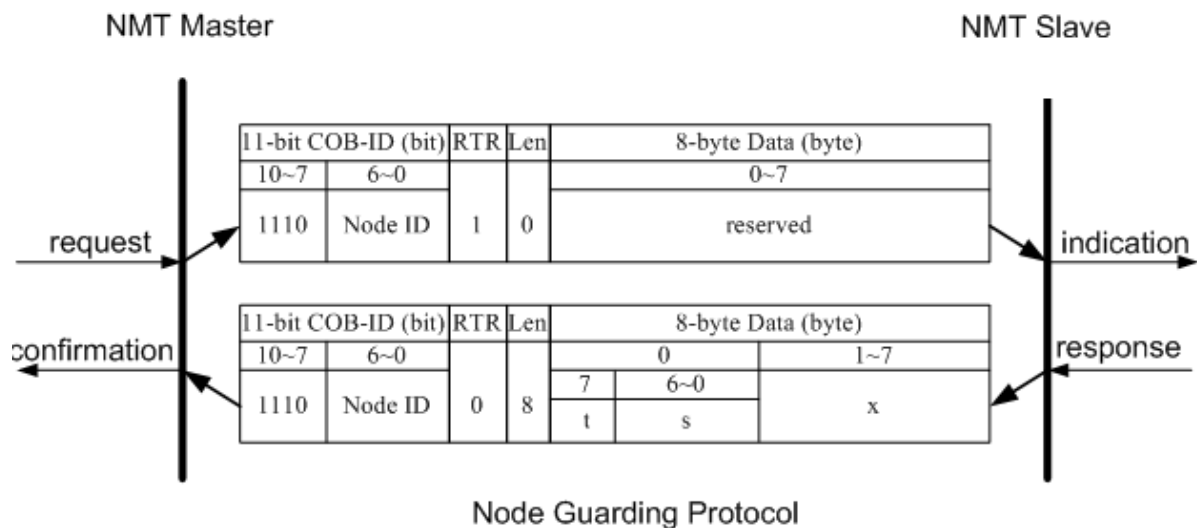 NMT Master
NMT Slave
11-bit COB-ID (bit) RTR Len 8-byte Data (byte)
10~7 6~0 0~7
1110 Node ID 1 0 reserved
request
indication
11-bit COB-ID (bit) RTR Len 8-byte Data (byte)
confirmation
response
10~7 6~0 0 1~7
7 6~0
1110 Node ID 0 8 x
t s
Node Guarding Protocol